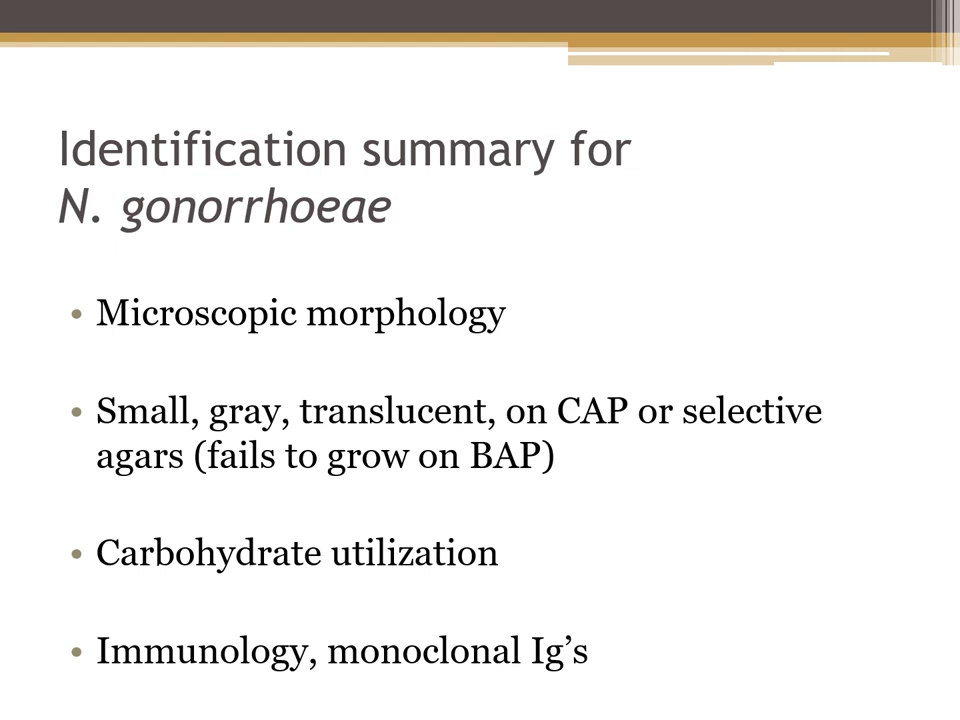 Identification summary for
N. gonorrhoeae
• Microscopic morphology
• Small, gray, translucent, on CAP or selective
agars (fails to grow on BAP)
• Carbohydrate utilization
• Immunology, monoclonal Ig’s